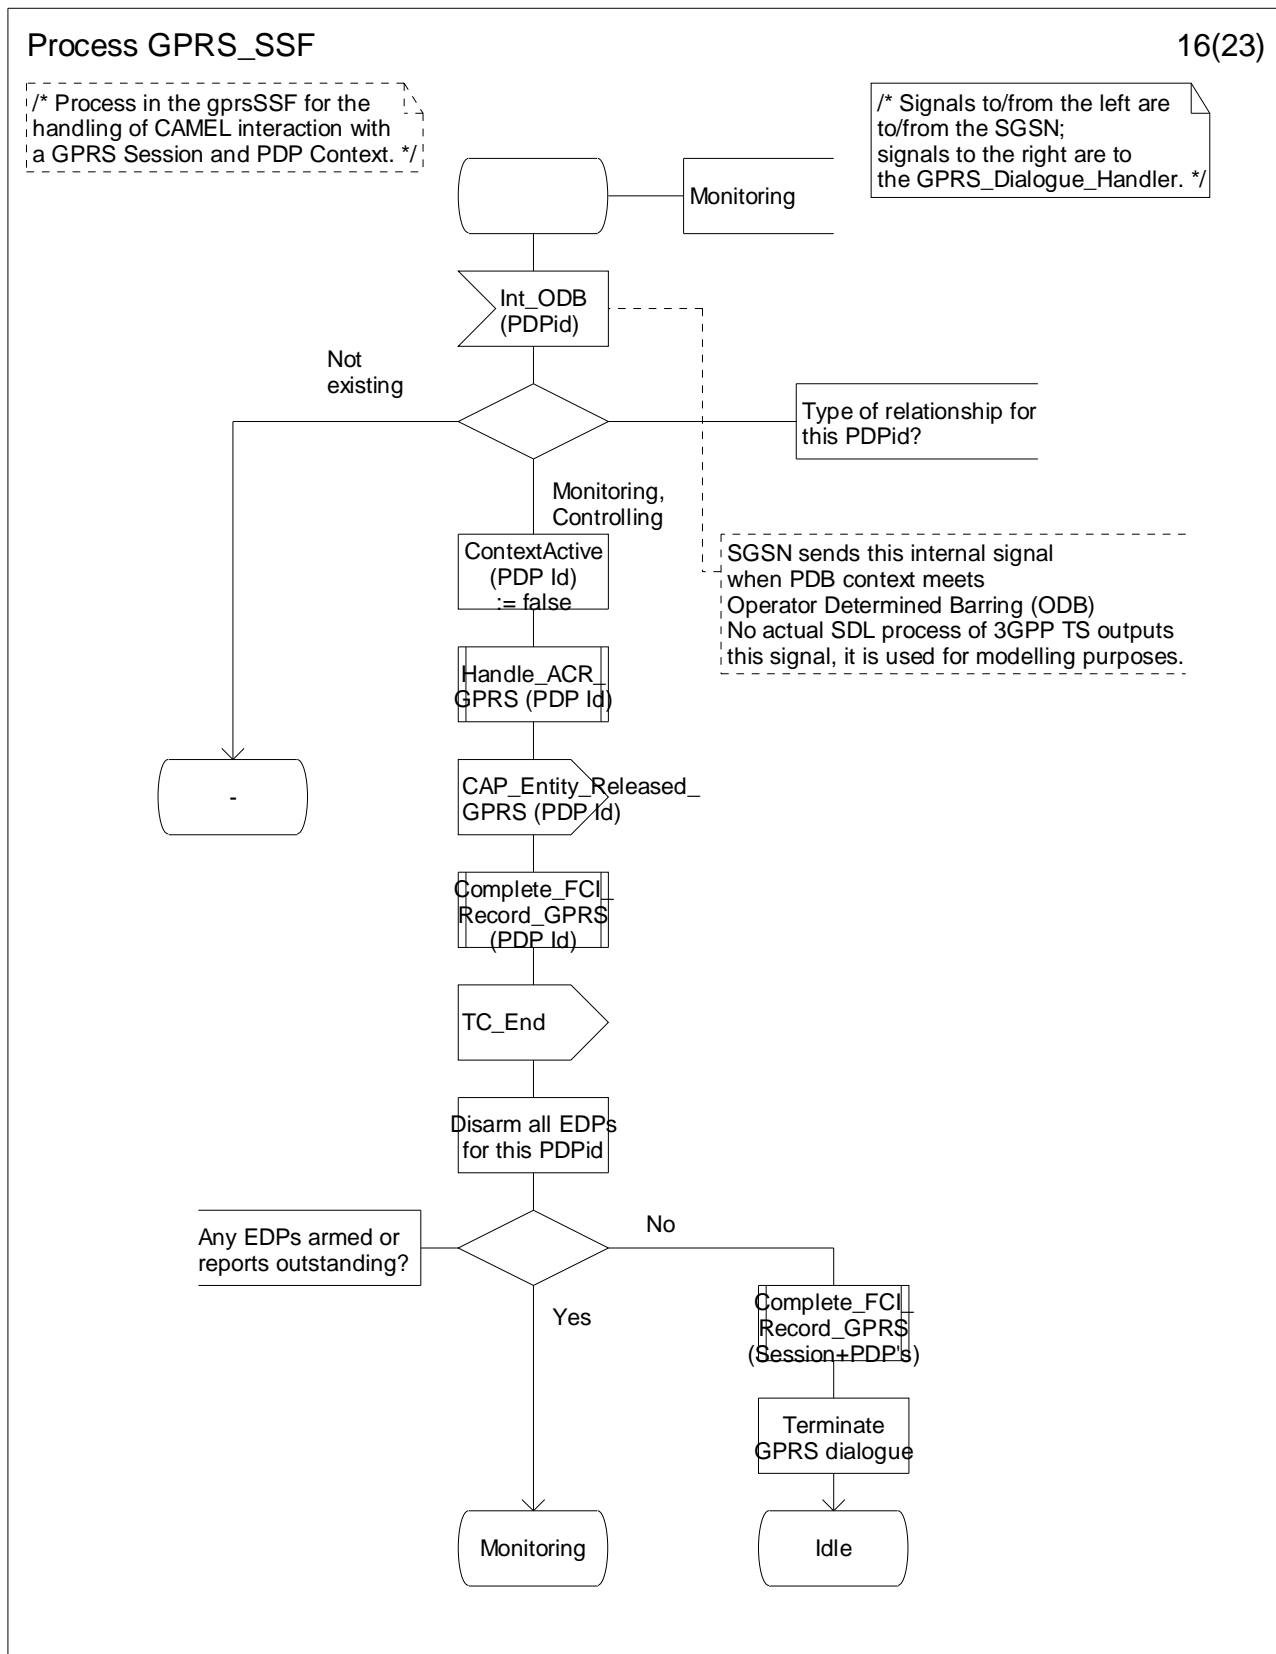 Process GPRS_SSF
16(23)
/* Process in the gprsSSF for the
handling of CAMEL interaction with
a GPRS Session and PDP Context. */
/* Signals to/from the left are
to/from the SGSN;
signals to the right are to
the GPRS_Dialogue_Handler. */
Monitoring
Int_ODB
(PDPid)
Not
existing
Type of relationship for
this PDPid?
Monitoring,
Controlling
ContextActive
(PDP Id)
:= false
SGSN sends this internal signal
when PDB context meets
Operator Determined Barring (ODB)
No actual SDL process of 3GPP TS outputs
this signal, it is used for modelling purposes.
Handle_ACR_
GPRS (PDP Id)
-
CAP_Entity_Released_
GPRS (PDP Id)
Complete_FCI_
Record_GPRS
(PDP Id)
TC_End
Disarm all EDPs
for this PDPid
Any EDPs armed or
reports outstanding?
No
Yes
Complete_FCI_
Record_GPRS
(Session+PDP's)
Terminate
GPRS dialogue
Monitoring
Idle